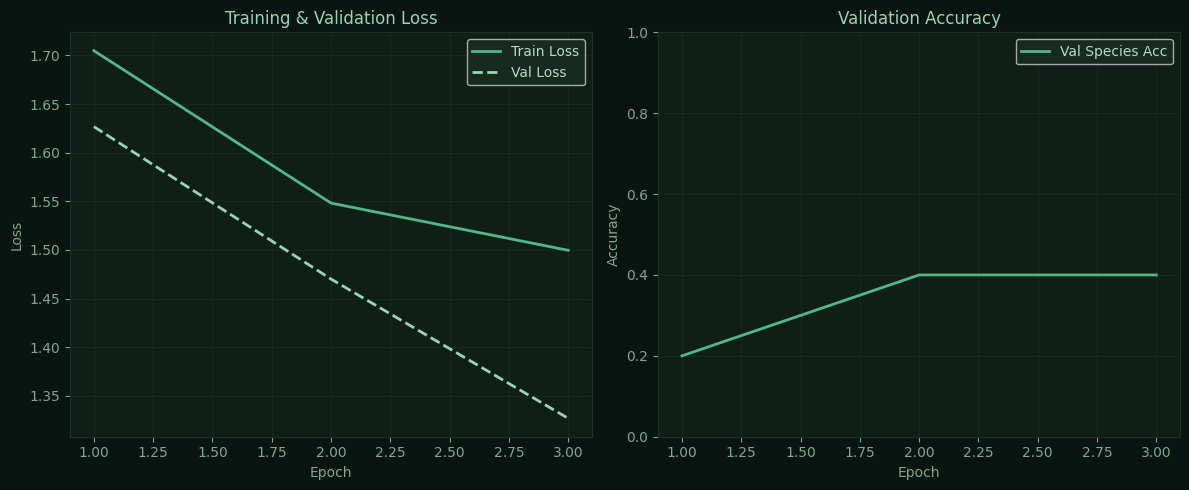 Training & Validation Loss
Train Loss
Val Loss
1.70
1.65
1.60
1.55
1.50
1.45
1.40
1.35
Loss
1.00 1.25 1.50 1.75 2.00 2.25 2.50 2.75 3.00
Epoch
Validation Accuracy
Val Species Acc
1.0
0.8
0.6
0.4
0.2
0.0
Accuracy
1.00 1.25 1.50 1.75 2.00 2.25 2.50 2.75 3.00
Epoch